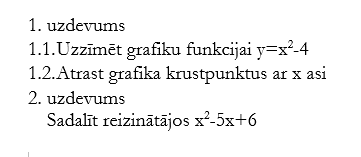 1. uzdevums
1.1.Uzzīmēt grafiku funkcijai y=x²-4
1.2.Atrast grafika krustpunktus ar x asi
2. uzdevums
Sadalīt reizinātājos x²-5x+6